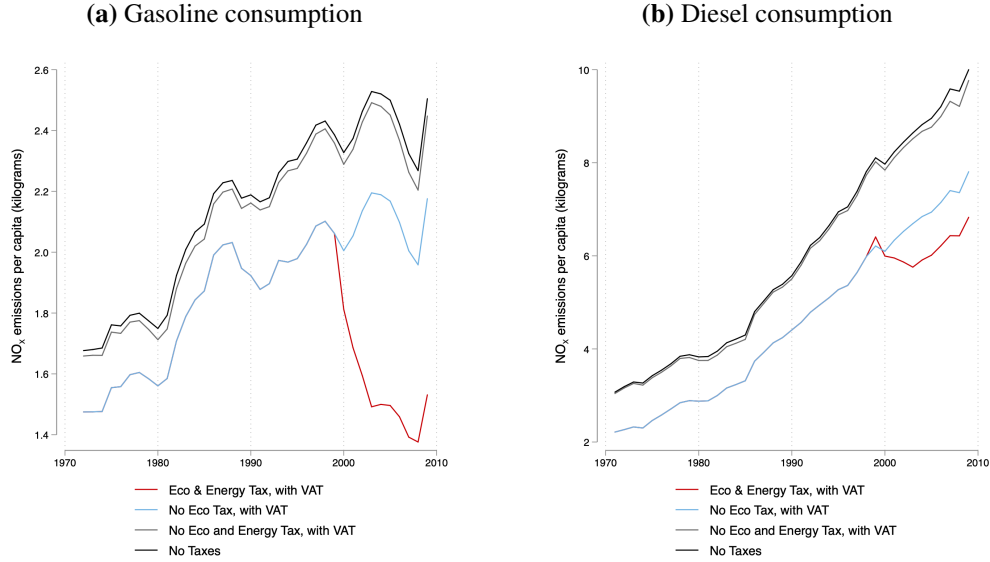 (a) Gasoline consumption
NOx emissions per capita (kilograms)
2.6
2.4
2.2
2.0
1.8
1.6
1.4
1970 1980 1990 2000 2010
Eco & Energy Tax, with VAT
No Eco Tax, with VAT
No Eco and Energy Tax, with VAT
No Taxes
(b) Diesel consumption
NOx emissions per capita (kilograms)
10
8
6
4
2
1970 1980 1990 2000 2010
Eco & Energy Tax, with VAT
No Eco Tax, with VAT
No Eco and Energy Tax, with VAT
No Taxes